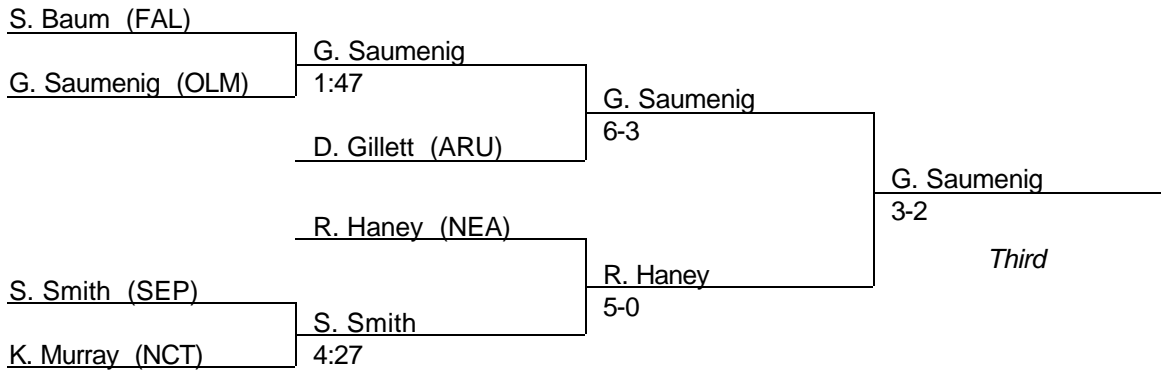 S. Baum (FAL)
G. Saumenig
G. Saumenig (OLM)
1:47
G. Saumenig
6-3
D. Gillett (ARU)
G. Saumenig
3-2
R. Haney (NEA)
Third
R. Haney
S. Smith (SEP)
5-0
S. Smith
K. Murray (NCT)
4:27